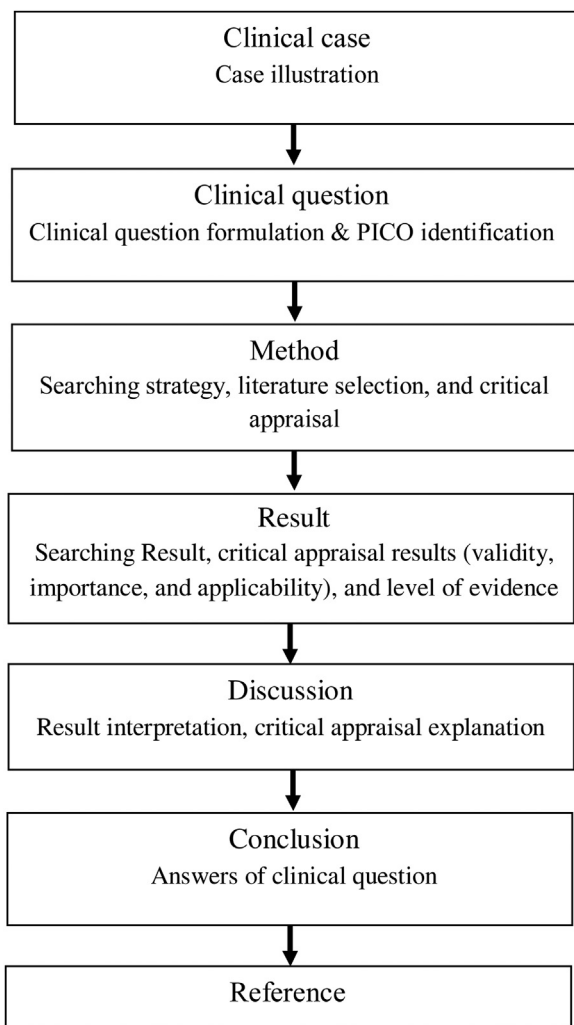 Clinical case
Case illustration
Clinical question
Clinical question formulation & PICO identification
Method
Searching strategy, literature selection, and critical
appraisal
Result
Searching Result, critical appraisal results (validity,
importance, and applicability), and level of evidence
Discussion
Result interpretation, critical appraisal explanation
Conclusion
Answers of clinical question
Reference